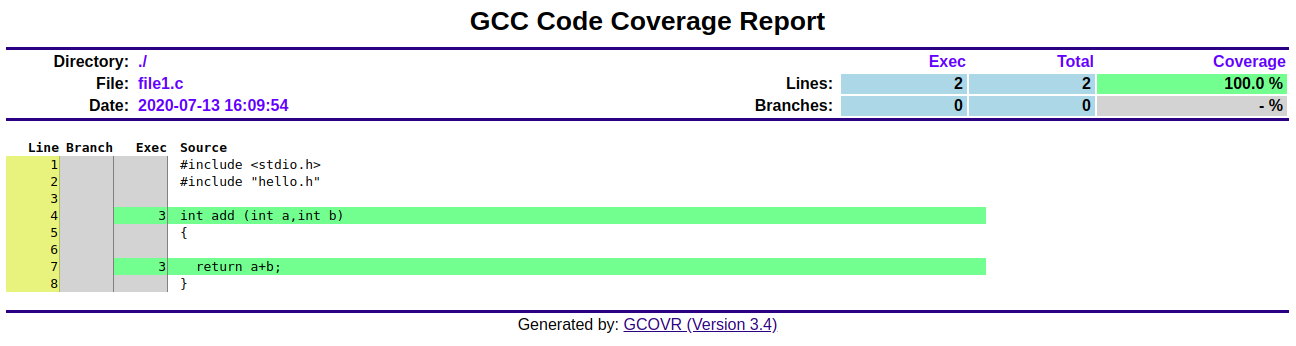 GCC Code Coverage Report
Exec Total Coverage
Directory: ./
File: file1.c Lines: 2 2 100.0 %
Date: 2020-07-13 16:09:54 Branches: 0 0 - %
Line Branch Exec Source
1 #include <stdio.h>
2 #include "hello.h"
3
4 3 int add (int a,int b)
5 {
6
7 3 return a+b;
8 }
Generated by: GCOVR (Version 3.4)